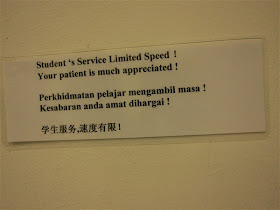 Student 's Service Limited Speed !
Your patient is much appreciated !
Perkhidmatan pelajar mengambil masa !
Kesabaran anda amat dihargai !
学生服务,速度有限!